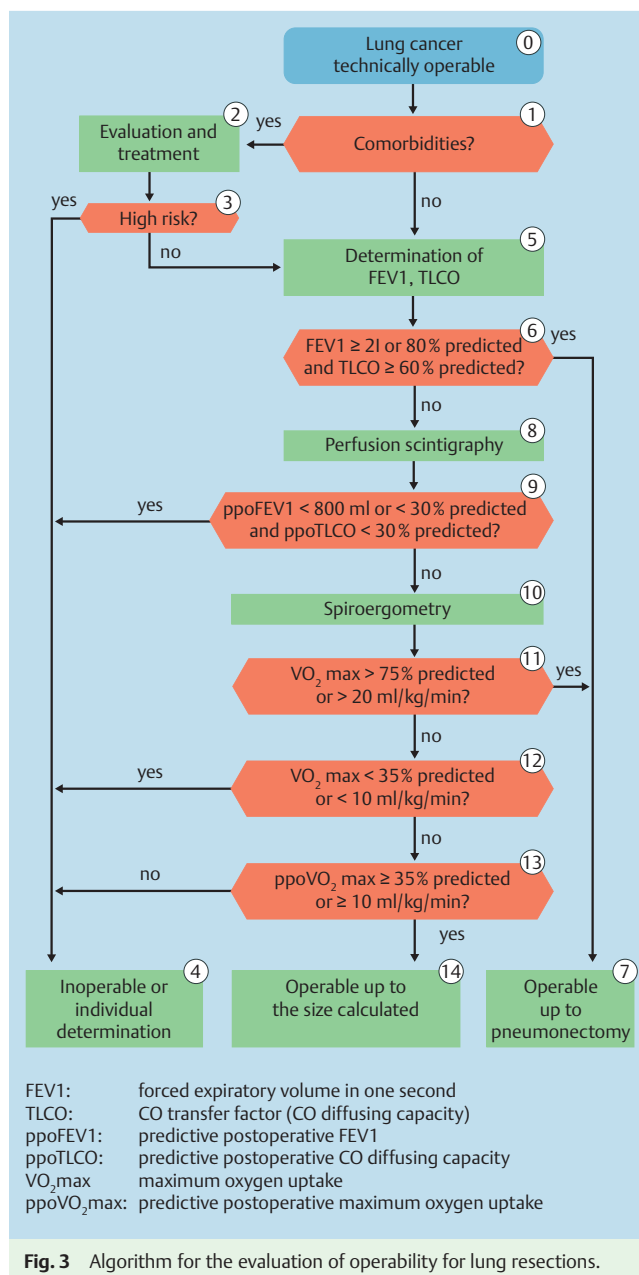 Lung cancer
technically operable
0
Comorbidities?
1
yes
Evaluation and
treatment
2
High risk?
3
yes
no
no
Determination of
FEV1, TLCO
5
FEV1 ≥ 2l or 80% predicted
and TLCO ≥ 60% predicted?
6
yes
no
Perfusion scintigraphy
8
ppoFEV1 < 800 ml or < 30% predicted
and ppoTLCO < 30% predicted?
9
yes
no
Spiroergometry
10
VO₂ max > 75% predicted
or > 20 ml/kg/min?
11
yes
no
VO₂ max < 35% predicted
or < 10 ml/kg/min?
12
yes
no
ppoVO₂ max ≥ 35% predicted
or ≥ 10 ml/kg/min?
13
no
yes
Inoperable or
individual
determination
4
Operable up to
the size calculated
14
Operable
up to
pneumonectomy
7
FEV1: forced expiratory volume in one second
TLCO: CO transfer factor (CO diffusing capacity)
ppoFEV1: predictive postoperative FEV1
ppoTLCO: predictive postoperative CO diffusing capacity
VO₂max maximum oxygen uptake
ppoVO₂max: predictive postoperative maximum oxygen uptake
Fig. 3 Algorithm for the evaluation of operability for lung resections.